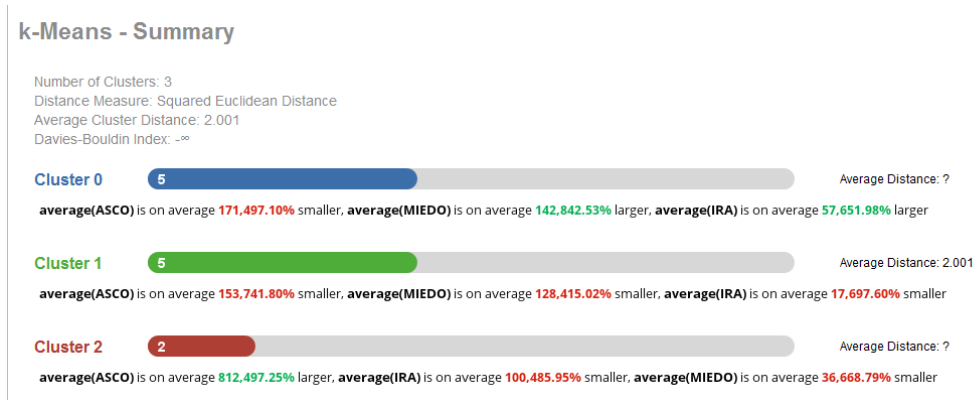 k-Means - Summary
Number of Clusters: 3
Distance Measure: Squared Euclidean Distance
Average Cluster Distance: 2.001
Davies-Bouldin Index: -∞
Cluster 0 5 Average Distance: ?
average(ASCO) is on average 171,497.10% smaller, average(MIEDO) is on average 142,842.53% larger, average(IRA) is on average 57,651.98% larger
Cluster 1 5 Average Distance: 2.001
average(ASCO) is on average 153,741.80% smaller, average(MIEDO) is on average 128,415.02% smaller, average(IRA) is on average 17,697.60% smaller
Cluster 2 2 Average Distance: ?
average(ASCO) is on average 812,497.25% larger, average(IRA) is on average 100,485.95% smaller, average(MIEDO) is on average 36,668.79% smaller